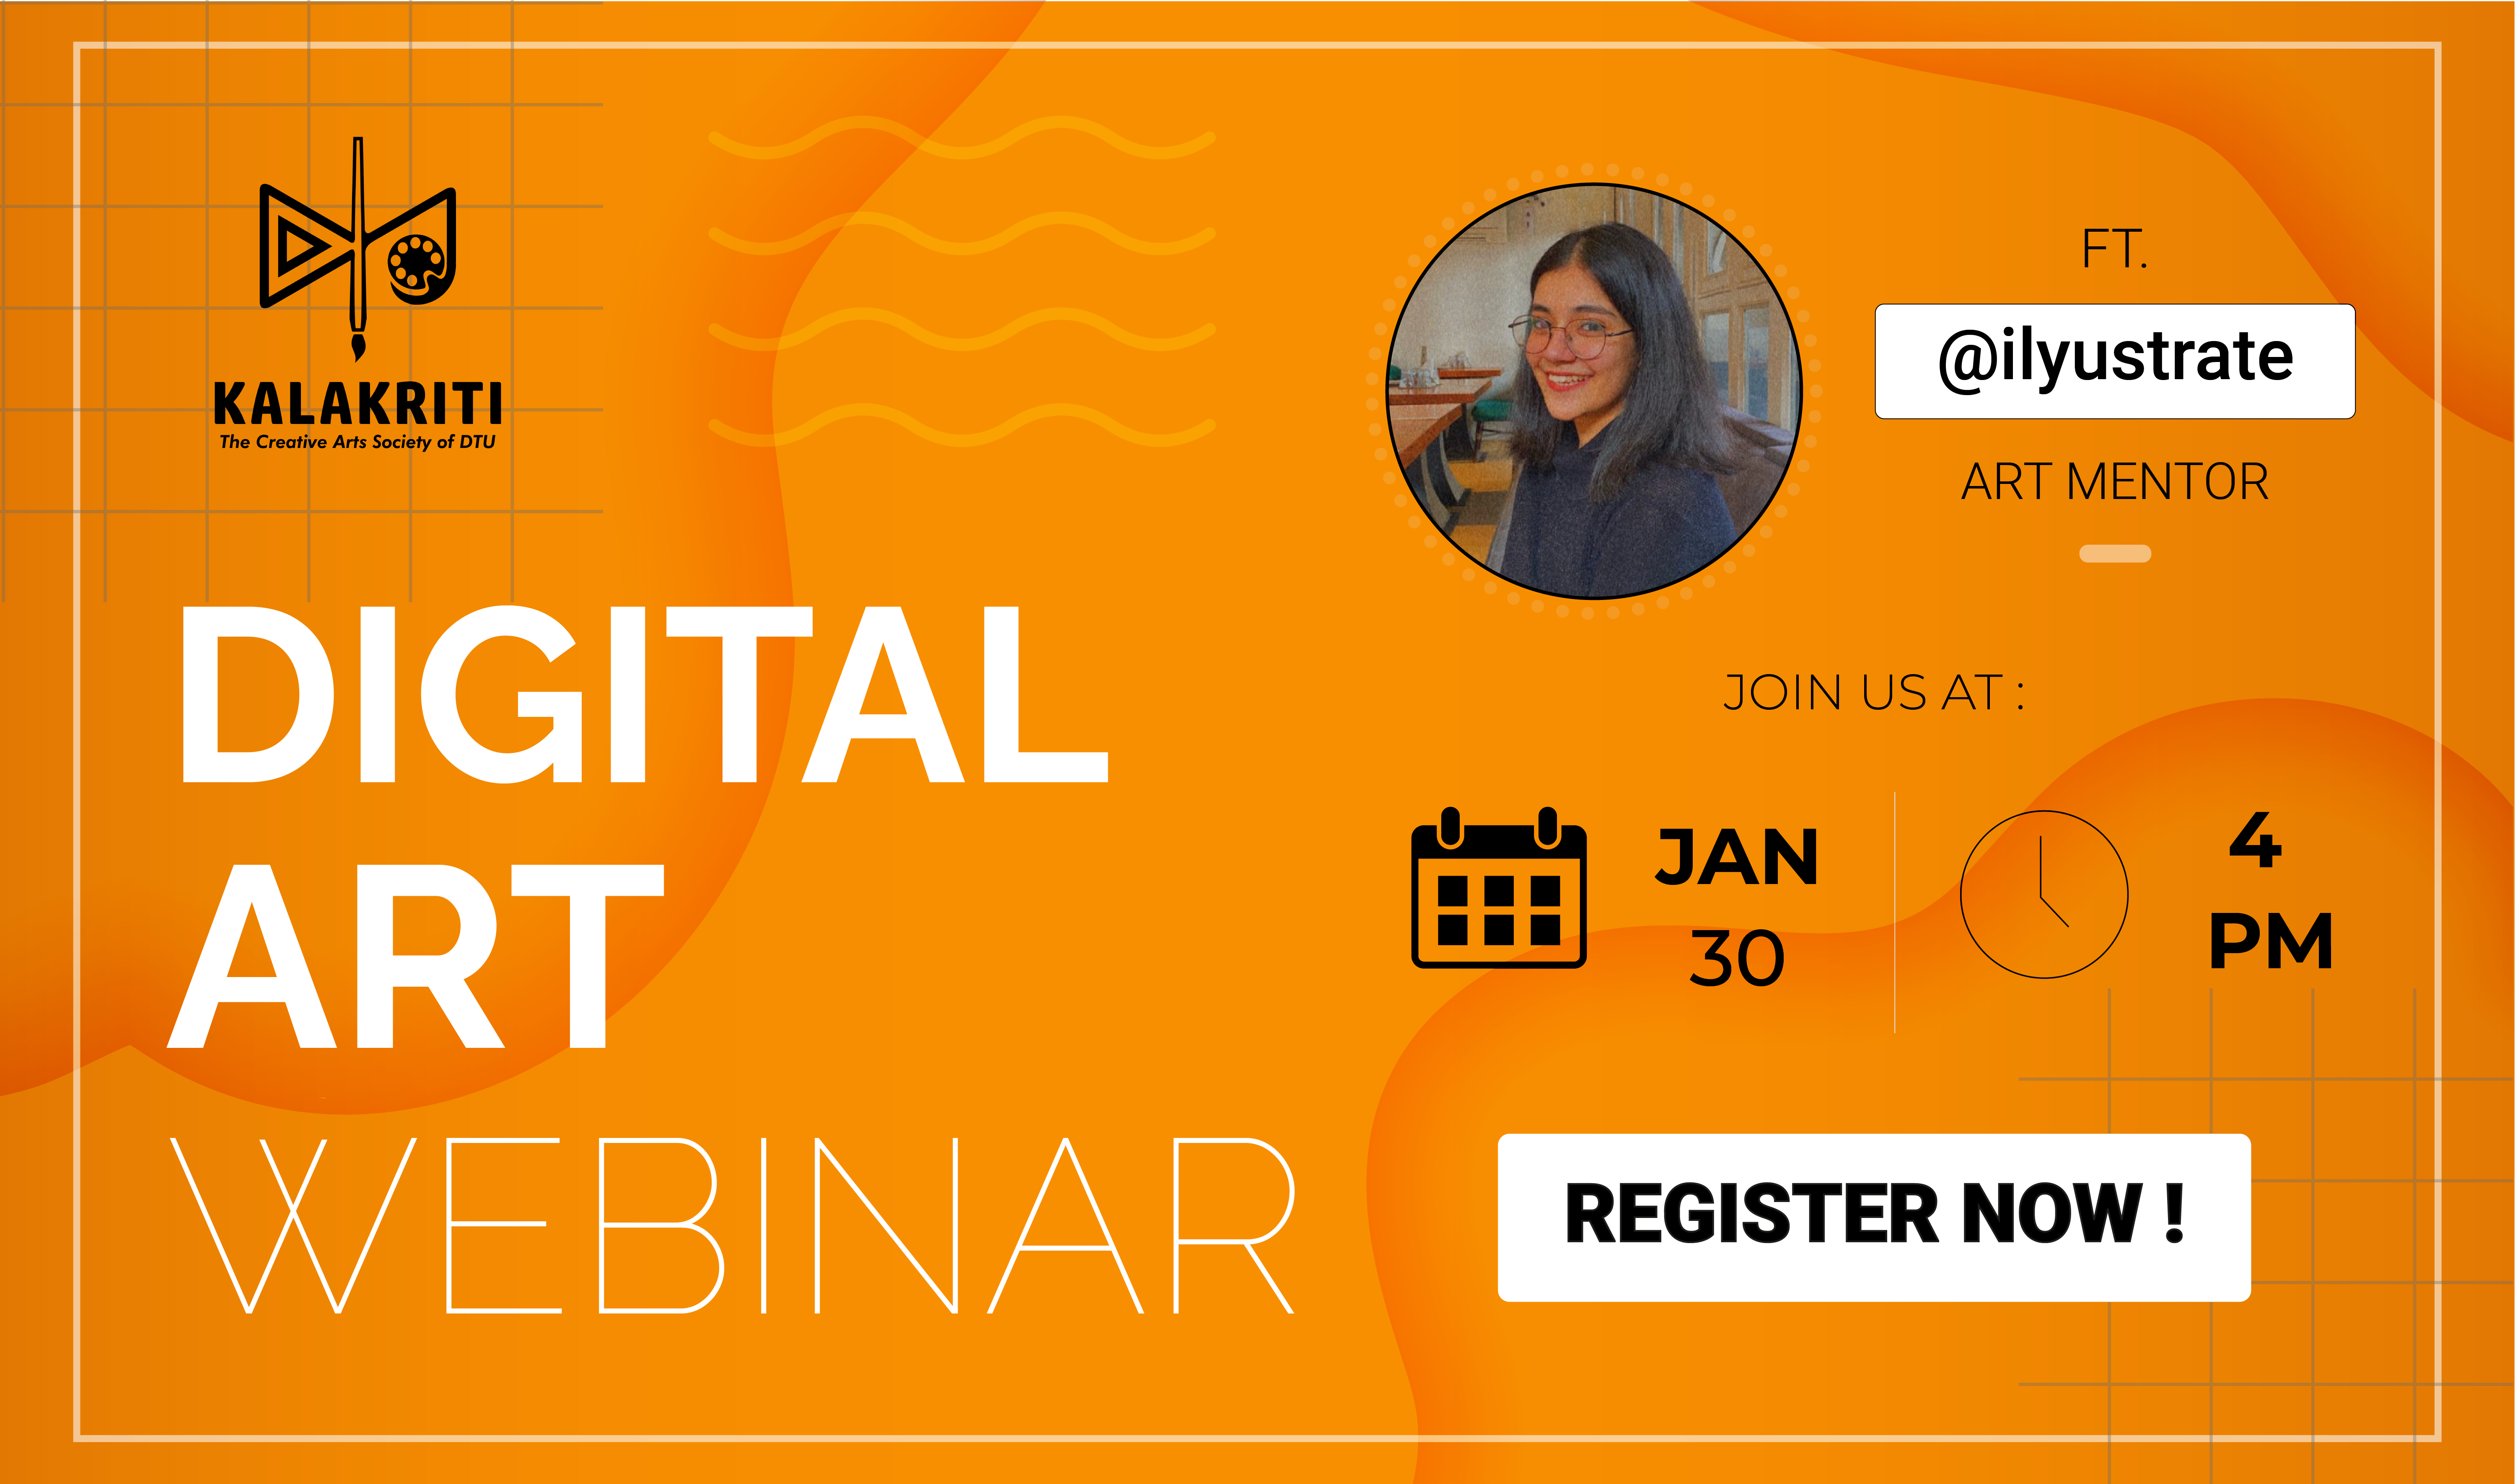 KALAKRITI
The Creative Arts Society of DTU
DIGITAL
ART
WEBINAR
FT.
@ilyustrate
ART MENTOR
JOIN US AT :
JAN
30
4
PM
REGISTER NOW !